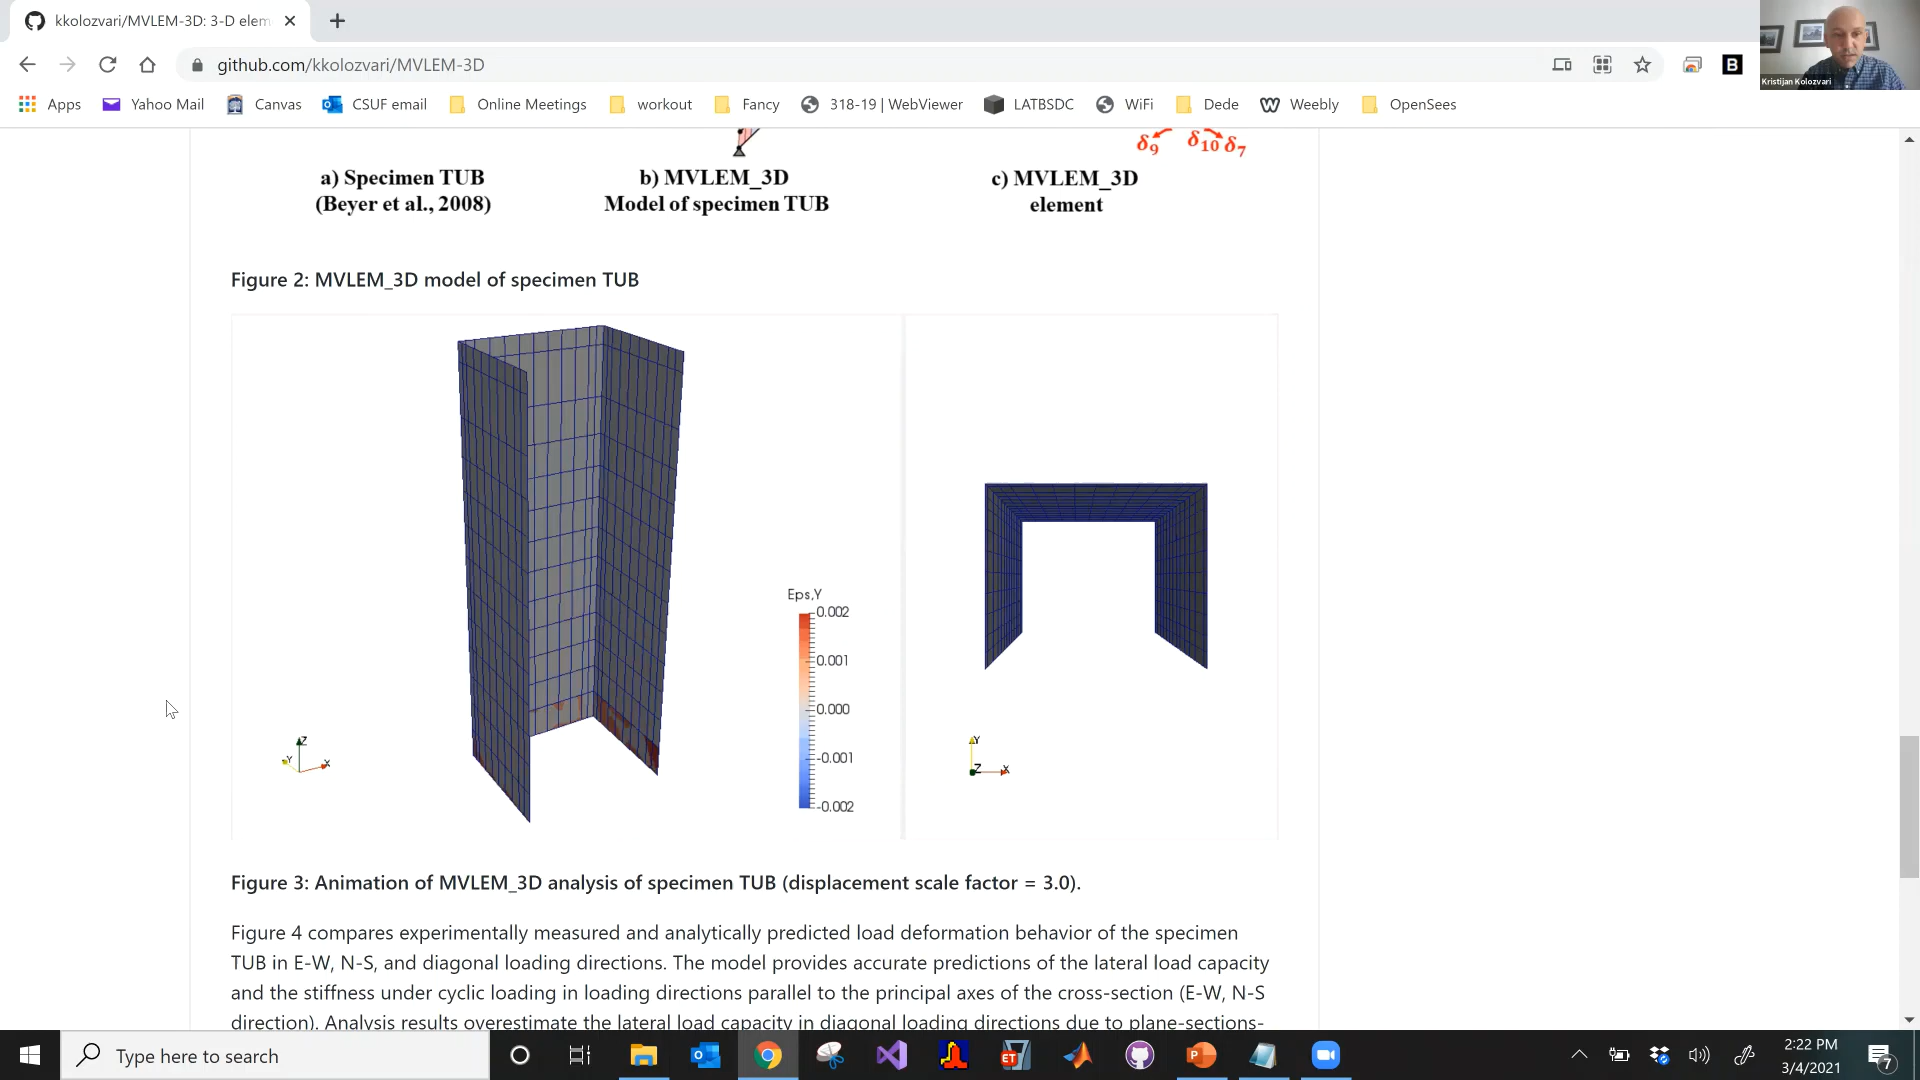 kkolozvari/MVLEM-3D: 3-D elem
github.com/kkolozvari/MVLEM-3D
B
Kristijan Kolozvari
Apps
Yahoo Mail
Canvas
CSUF email
Online Meetings
workout
Fancy
318-19 | WebViewer
LATBSDC
WiFi
Dede
Weebly
OpenSees
δ9 δ10 δ7
a) Specimen TUB
(Beyer et al., 2008)
b) MVLEM_3D
Model of specimen TUB
c) MVLEM_3D
element
Figure 2: MVLEM_3D model of specimen TUB
Eps,Y
0.002
0.001
0.000
-0.001
-0.002
Z
Y
X
Y
Z
X
Figure 3: Animation of MVLEM_3D analysis of specimen TUB (displacement scale factor = 3.0).
Figure 4 compares experimentally measured and analytically predicted load deformation behavior of the specimen
TUB in E-W, N-S, and diagonal loading directions. The model provides accurate predictions of the lateral load capacity
and the stiffness under cyclic loading in loading directions parallel to the principal axes of the cross-section (E-W, N-S
direction). Analysis results overestimate the lateral load capacity in diagonal loading directions due to plane-sections-
Type here to search
ET
2:22 PM
3/4/2021
7